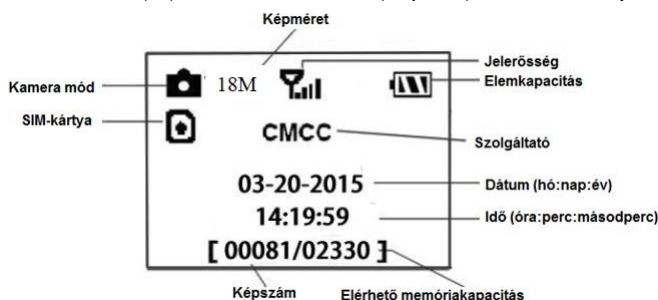 Képméret
Jelerősség
Kamera mód
18M
Elemkapacitás
SIM-kártya
CMCC
Szolgáltató
03-20-2015
Dátum (hó:nap:év)
14:19:59
Idő (óra:perc:másodperc)
[ 00081/02330 ]
Képszám
Elérhető memóriakapacitás